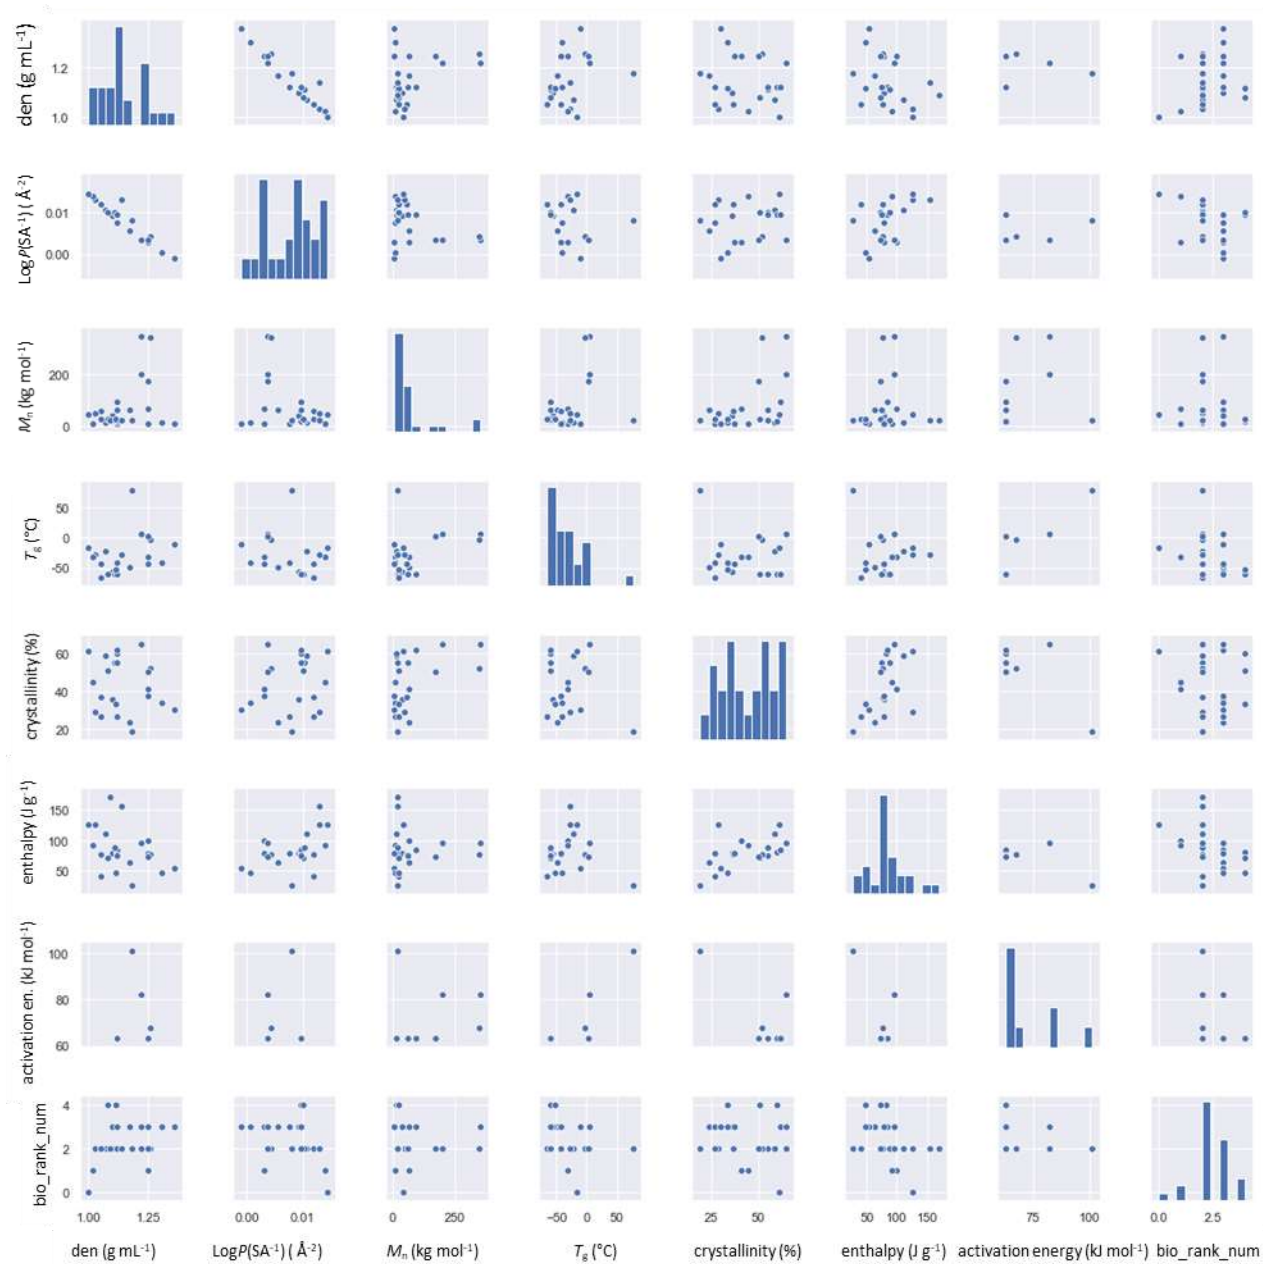 den (g mL⁻¹)
1.2
1.0
LogP(SA⁻¹) ( Å⁻²)
0.01
0.00
Mₙ (kg mol⁻¹)
200
0
T_g (°C)
50
0
−50
crystallinity (%)
60
40
20
enthalpy (J g⁻¹)
150
100
50
activation en. (kJ mol⁻¹)
100
80
60
bio_rank_num
4
2
0
1.00 1.25 0.00 0.01 0 250 −50 0 50 25 50 50 100 150 75 100 0.0 2.5
den (g mL⁻¹) LogP(SA⁻¹) ( Å⁻²) Mₙ (kg mol⁻¹) T_g (°C) crystallinity (%) enthalpy (J g⁻¹) activation energy (kJ mol⁻¹) bio_rank_num